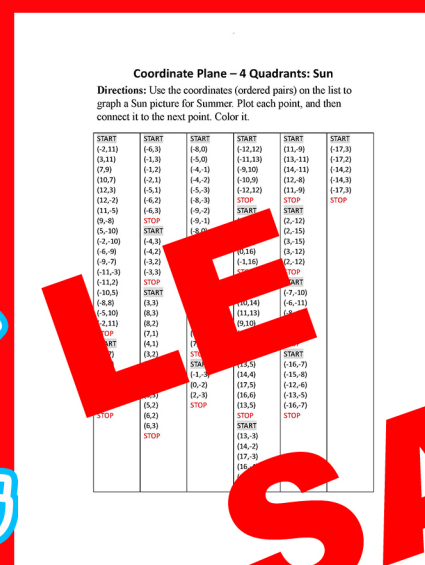 Coordinate Plane – 4 Quadrants: Sun
Directions: Use the coordinates (ordered pairs) on the list to
graph a Sun picture for Summer. Plot each point, and then
connect it to the next point. Color it.
START
(-2,11)
(3,11)
(7,9)
(10,7)
(12,3)
(12,-2)
(11,-5)
(9,-8)
(5,-10)
(-2,-10)
(-6,-9)
(-9,-7)
(-11,-3)
(-11,2)
(-10,5)
(-8,8)
(-5,10)
(-2,11)
STOP
START
STOP
START
(-6,3)
(-1,3)
(-1,2)
(-2,1)
(-5,1)
(-6,2)
(-6,3)
STOP
START
(-4,3)
(-4,2)
(-3,2)
(-3,3)
STOP
START
(3,3)
(8,3)
(8,2)
(7,1)
(4,1)
(3,2)
(5,2)
(6,2)
(6,3)
STOP
START
(-8,0)
(-5,0)
(-4,-1)
(-4,-2)
(-5,-3)
(-8,-3)
(-9,-2)
(-9,-1)
(-8,0)
STOP
START
(-1,-3)
(0,-2)
(2,-3)
STOP
START
(-12,12)
(-11,13)
(-9,10)
(-10,9)
(-12,12)
STOP
START
(0,16)
(-1,16)
STOP
(10,14)
(11,13)
(9,10)
(13,5)
(14,4)
(17,5)
(16,6)
(13,5)
STOP
START
(13,-3)
(14,-2)
(17,-3)
START
(11,-9)
(13,-11)
(14,-11)
(12,-8)
(11,-9)
STOP
START
(2,-12)
(2,-15)
(3,-15)
(3,-12)
(2,-12)
STOP
START
(-7,-10)
(-6,-11)
START
(-16,-7)
(-15,-8)
(-12,-6)
(-13,-5)
(-16,-7)
STOP
START
(-17,3)
(-17,2)
(-14,2)
(-14,3)
(-17,3)
STOP
LE
SA